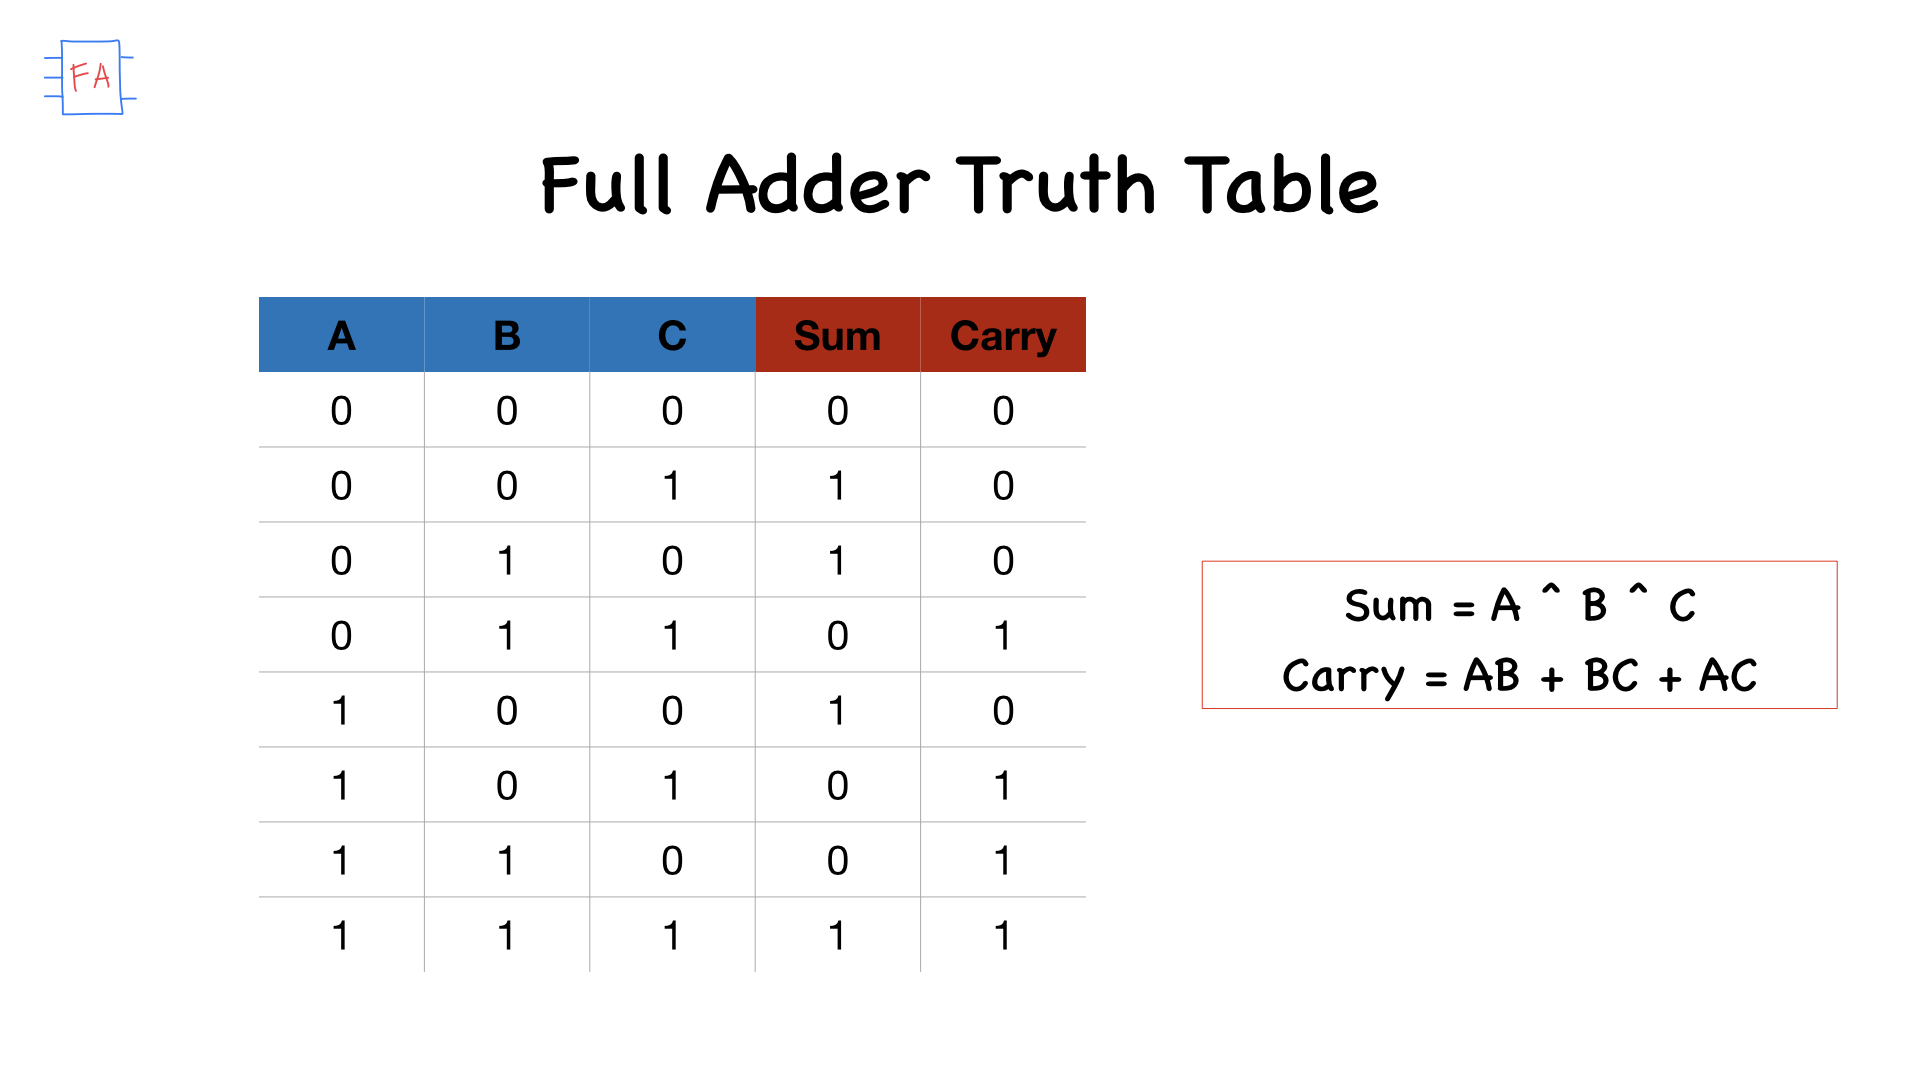 FA
Full Adder Truth Table
A B C Sum Carry
0 0 0 0 0
0 0 1 1 0
0 1 0 1 0
0 1 1 0 1
1 0 0 1 0
1 0 1 0 1
1 1 0 0 1
1 1 1 1 1
Sum = A ^ B ^ C
Carry = AB + BC + AC